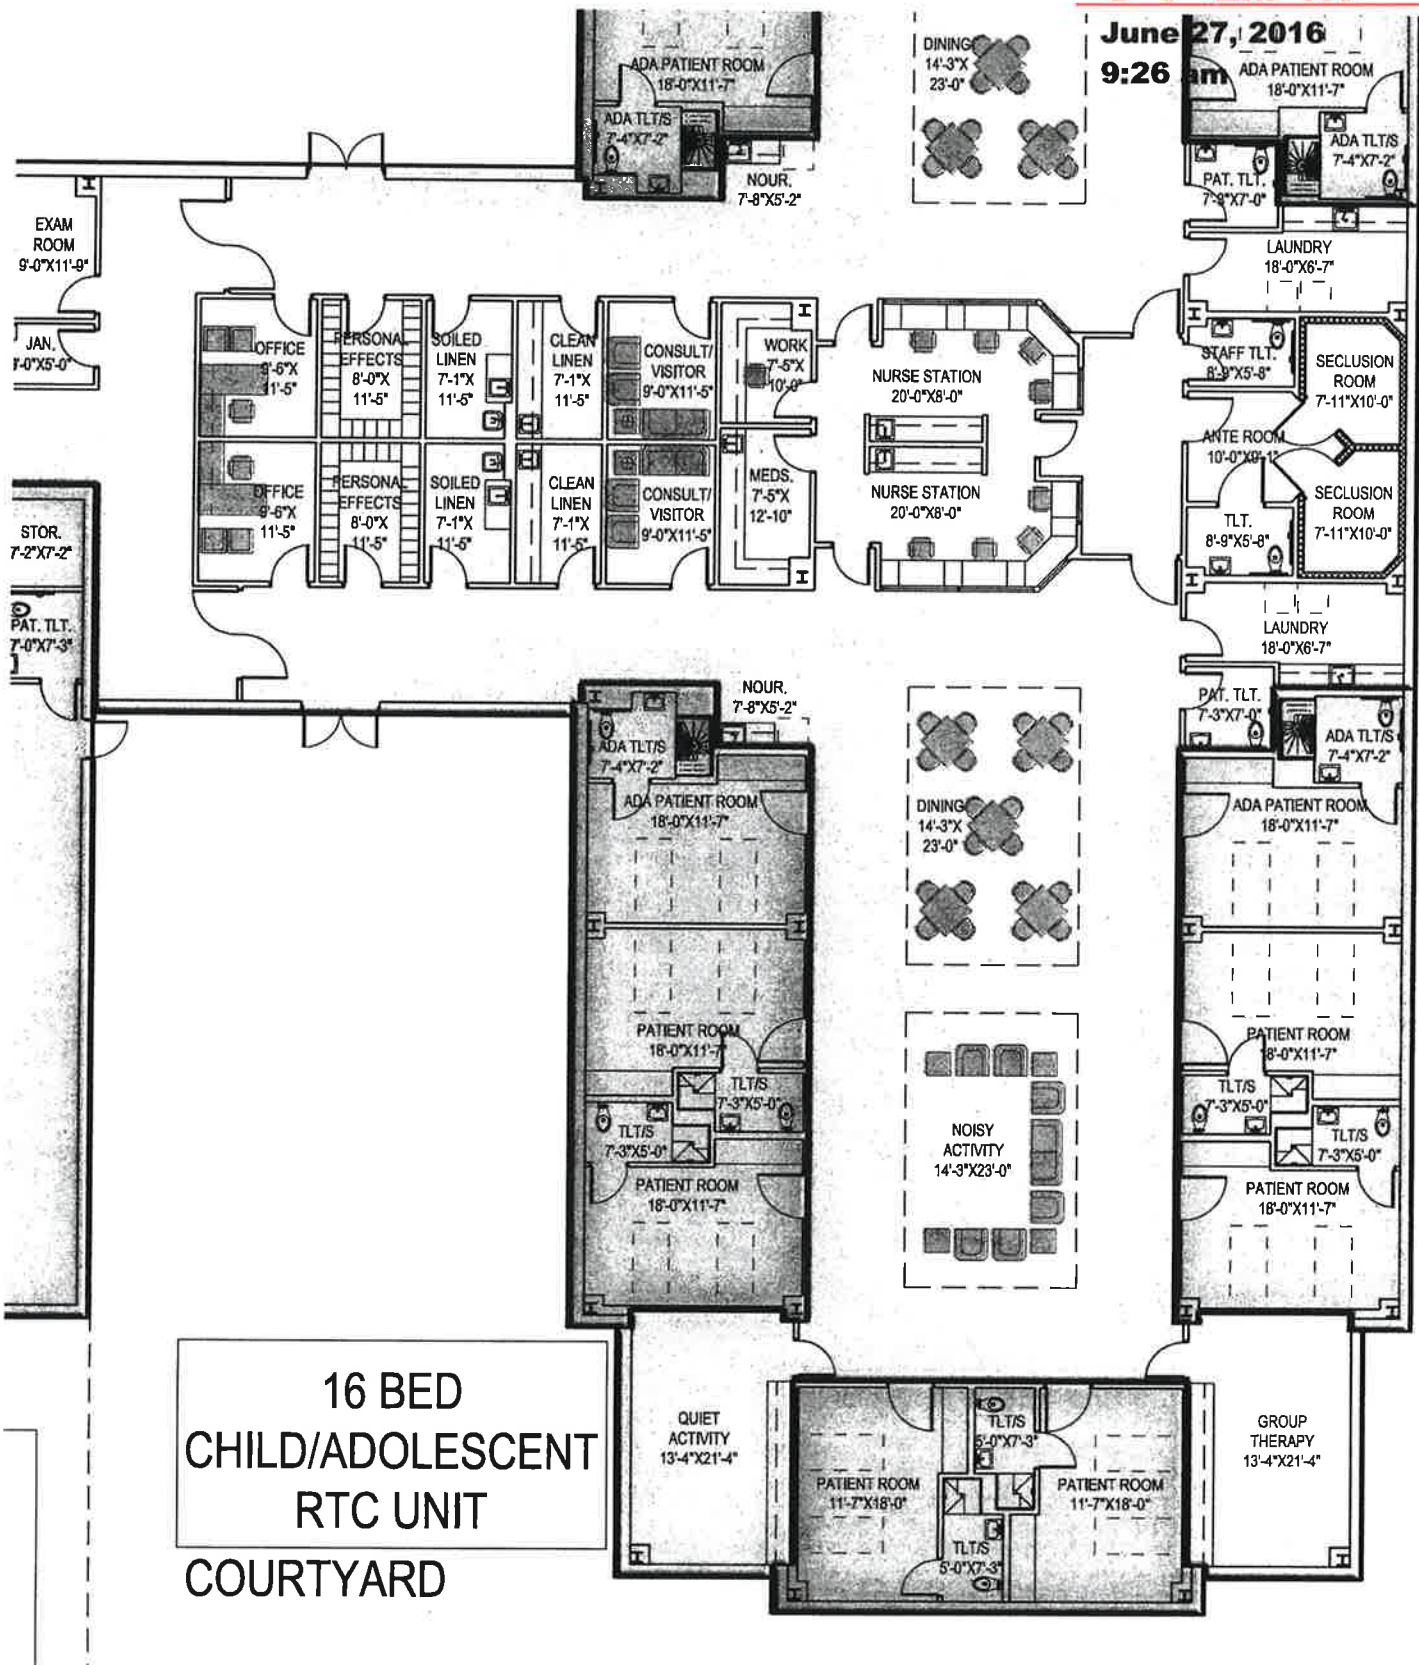 June 27, 2016
9:26 am
ADA PATIENT ROOM
18'-0"X11'-7"
ADA TLT/S
7'-4"X7'-2"
NOUR.
7'-8"X5'-2"
DINING
14'-3"X
23'-0"
ADA PATIENT ROOM
18'-0"X11'-7"
ADA TLT/S
7'-4"X7'-2"
PAT. TLT.
LAUNDRY
18'-0"X6'-7"
EXAM
ROOM
9'-0"X11'-9"
JAN.
OFFICE
9'-6"X
11'-5"
PERSONAL
EFFECTS
8'-0"X
11'-5"
SOILED
LINEN
7'-1"X
11'-5"
CLEAN
LINEN
7'-1"X
11'-5"
CONSULT/
VISITOR
9'-0"X11'-5"
WORK
7'-5"X
10'-0"
NURSE STATION
20'-0"X8'-0"
STAFF TLT.
8'-9"X5'-8"
SECLUSION
ROOM
7'-11"X10'-0"
ANTE ROOM
10'-0"X9'-1"
OFFICE
9'-6"X
11'-5"
PERSONAL
EFFECTS
8'-0"X
11'-5"
SOILED
LINEN
7'-1"X
11'-5"
CLEAN
LINEN
7'-1"X
11'-5"
CONSULT/
VISITOR
9'-0"X11'-5"
MEDS.
7'-5"X
12'-10"
NURSE STATION
20'-0"X8'-0"
TLT.
8'-9"X5'-8"
SECLUSION
ROOM
7'-11"X10'-0"
STOR.
7'-2"X7'-2"
PAT. TLT.
7'-0"X7'-3"
LAUNDRY
18'-0"X6'-7"
PAT. TLT.
7'-3"X7'-0"
NOUR.
7'-8"X5'-2"
ADA TLT/S
7'-4"X7'-2"
ADA PATIENT ROOM
18'-0"X11'-7"
DINING
14'-3"X
23'-0"
ADA TLT/S
7'-4"X7'-2"
ADA PATIENT ROOM
18'-0"X11'-7"
PATIENT ROOM
18'-0"X11'-7"
TLT/S
7'-3"X5'-0"
TLT/S
7'-3"X5'-0"
PATIENT ROOM
18'-0"X11'-7"
NOISY
ACTIVITY
14'-3"X23'-0"
PATIENT ROOM
18'-0"X11'-7"
TLT/S
7'-3"X5'-0"
TLT/S
7'-3"X5'-0"
PATIENT ROOM
18'-0"X11'-7"
16 BED
CHILD/ADOLESCENT
RTC UNIT
COURTYARD
QUIET
ACTIVITY
13'-4"X21'-4"
PATIENT ROOM
11'-7"X18'-0"
TLT/S
5'-0"X7'-3"
TLT/S
5'-0"X7'-3"
PATIENT ROOM
11'-7"X18'-0"
GROUP
THERAPY
13'-4"X21'-4"